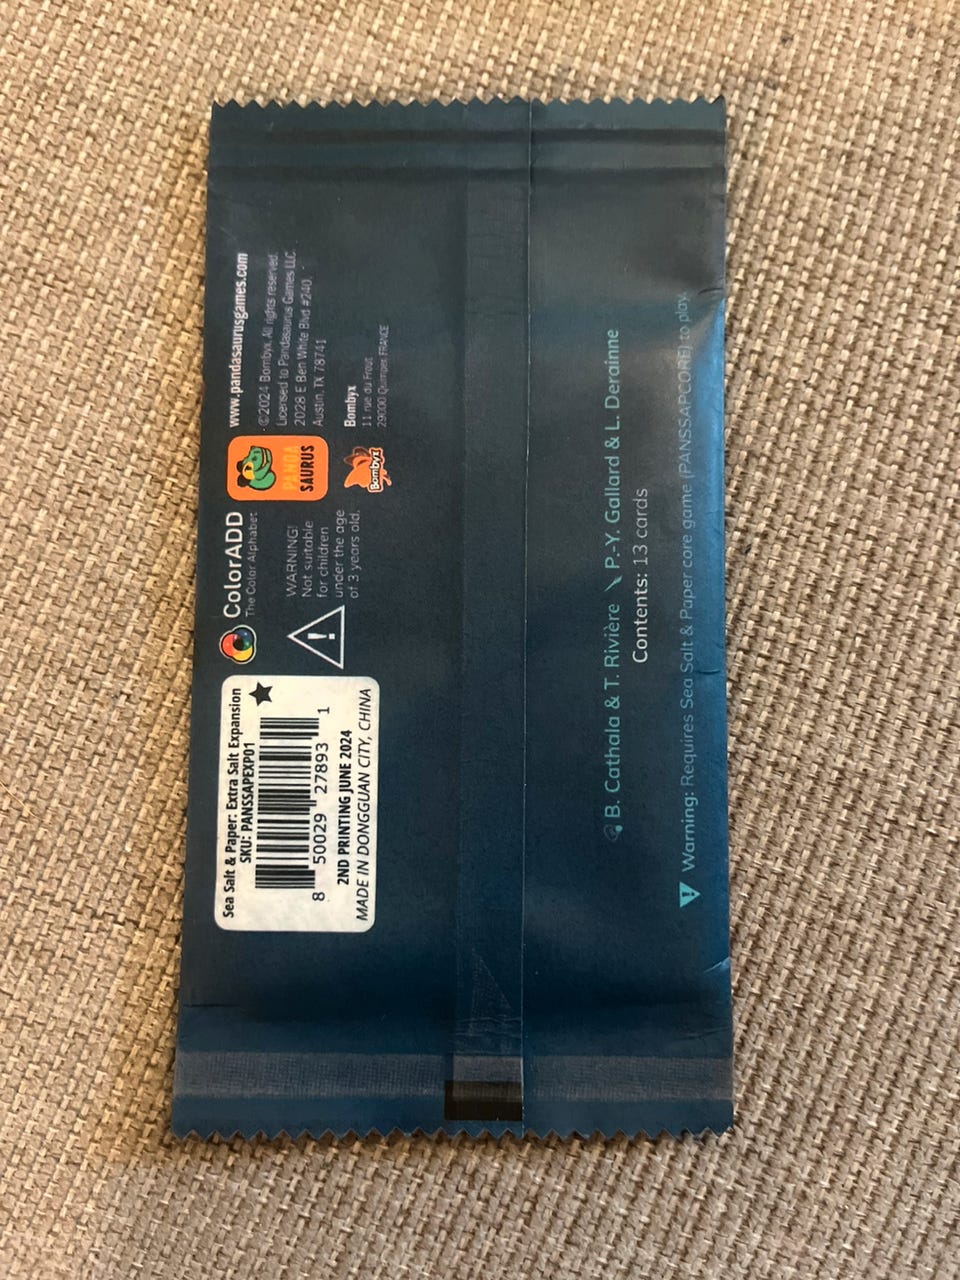 Sea Salt & Paper: Extra Salt Expansion
SKU: PANSSAPEXP01
8 50029 27893 1
2ND PRINTING JUNE 2024
MADE IN DONGGUAN CITY, CHINA
ColorADD
The Color Alphabet
WARNING!
Not suitable
for children
under the age
of 3 years old.
PANDA
SAURUS
www.pandasaurusgames.com
©2024 Bombyx. All rights reserved.
Licensed to Pandasaurus Games LLC.
2028 E Ben White Blvd #240,
Austin, TX 78741
Bombyx
Bombyx
11 rue du Frout
29000 Quimper, FRANCE
B. Cathala & T. Rivière P.-Y. Gallard & L. Derainne
Contents: 13 cards
Warning: Requires Sea Salt & Paper core game (PANSSAPCORE) to play.